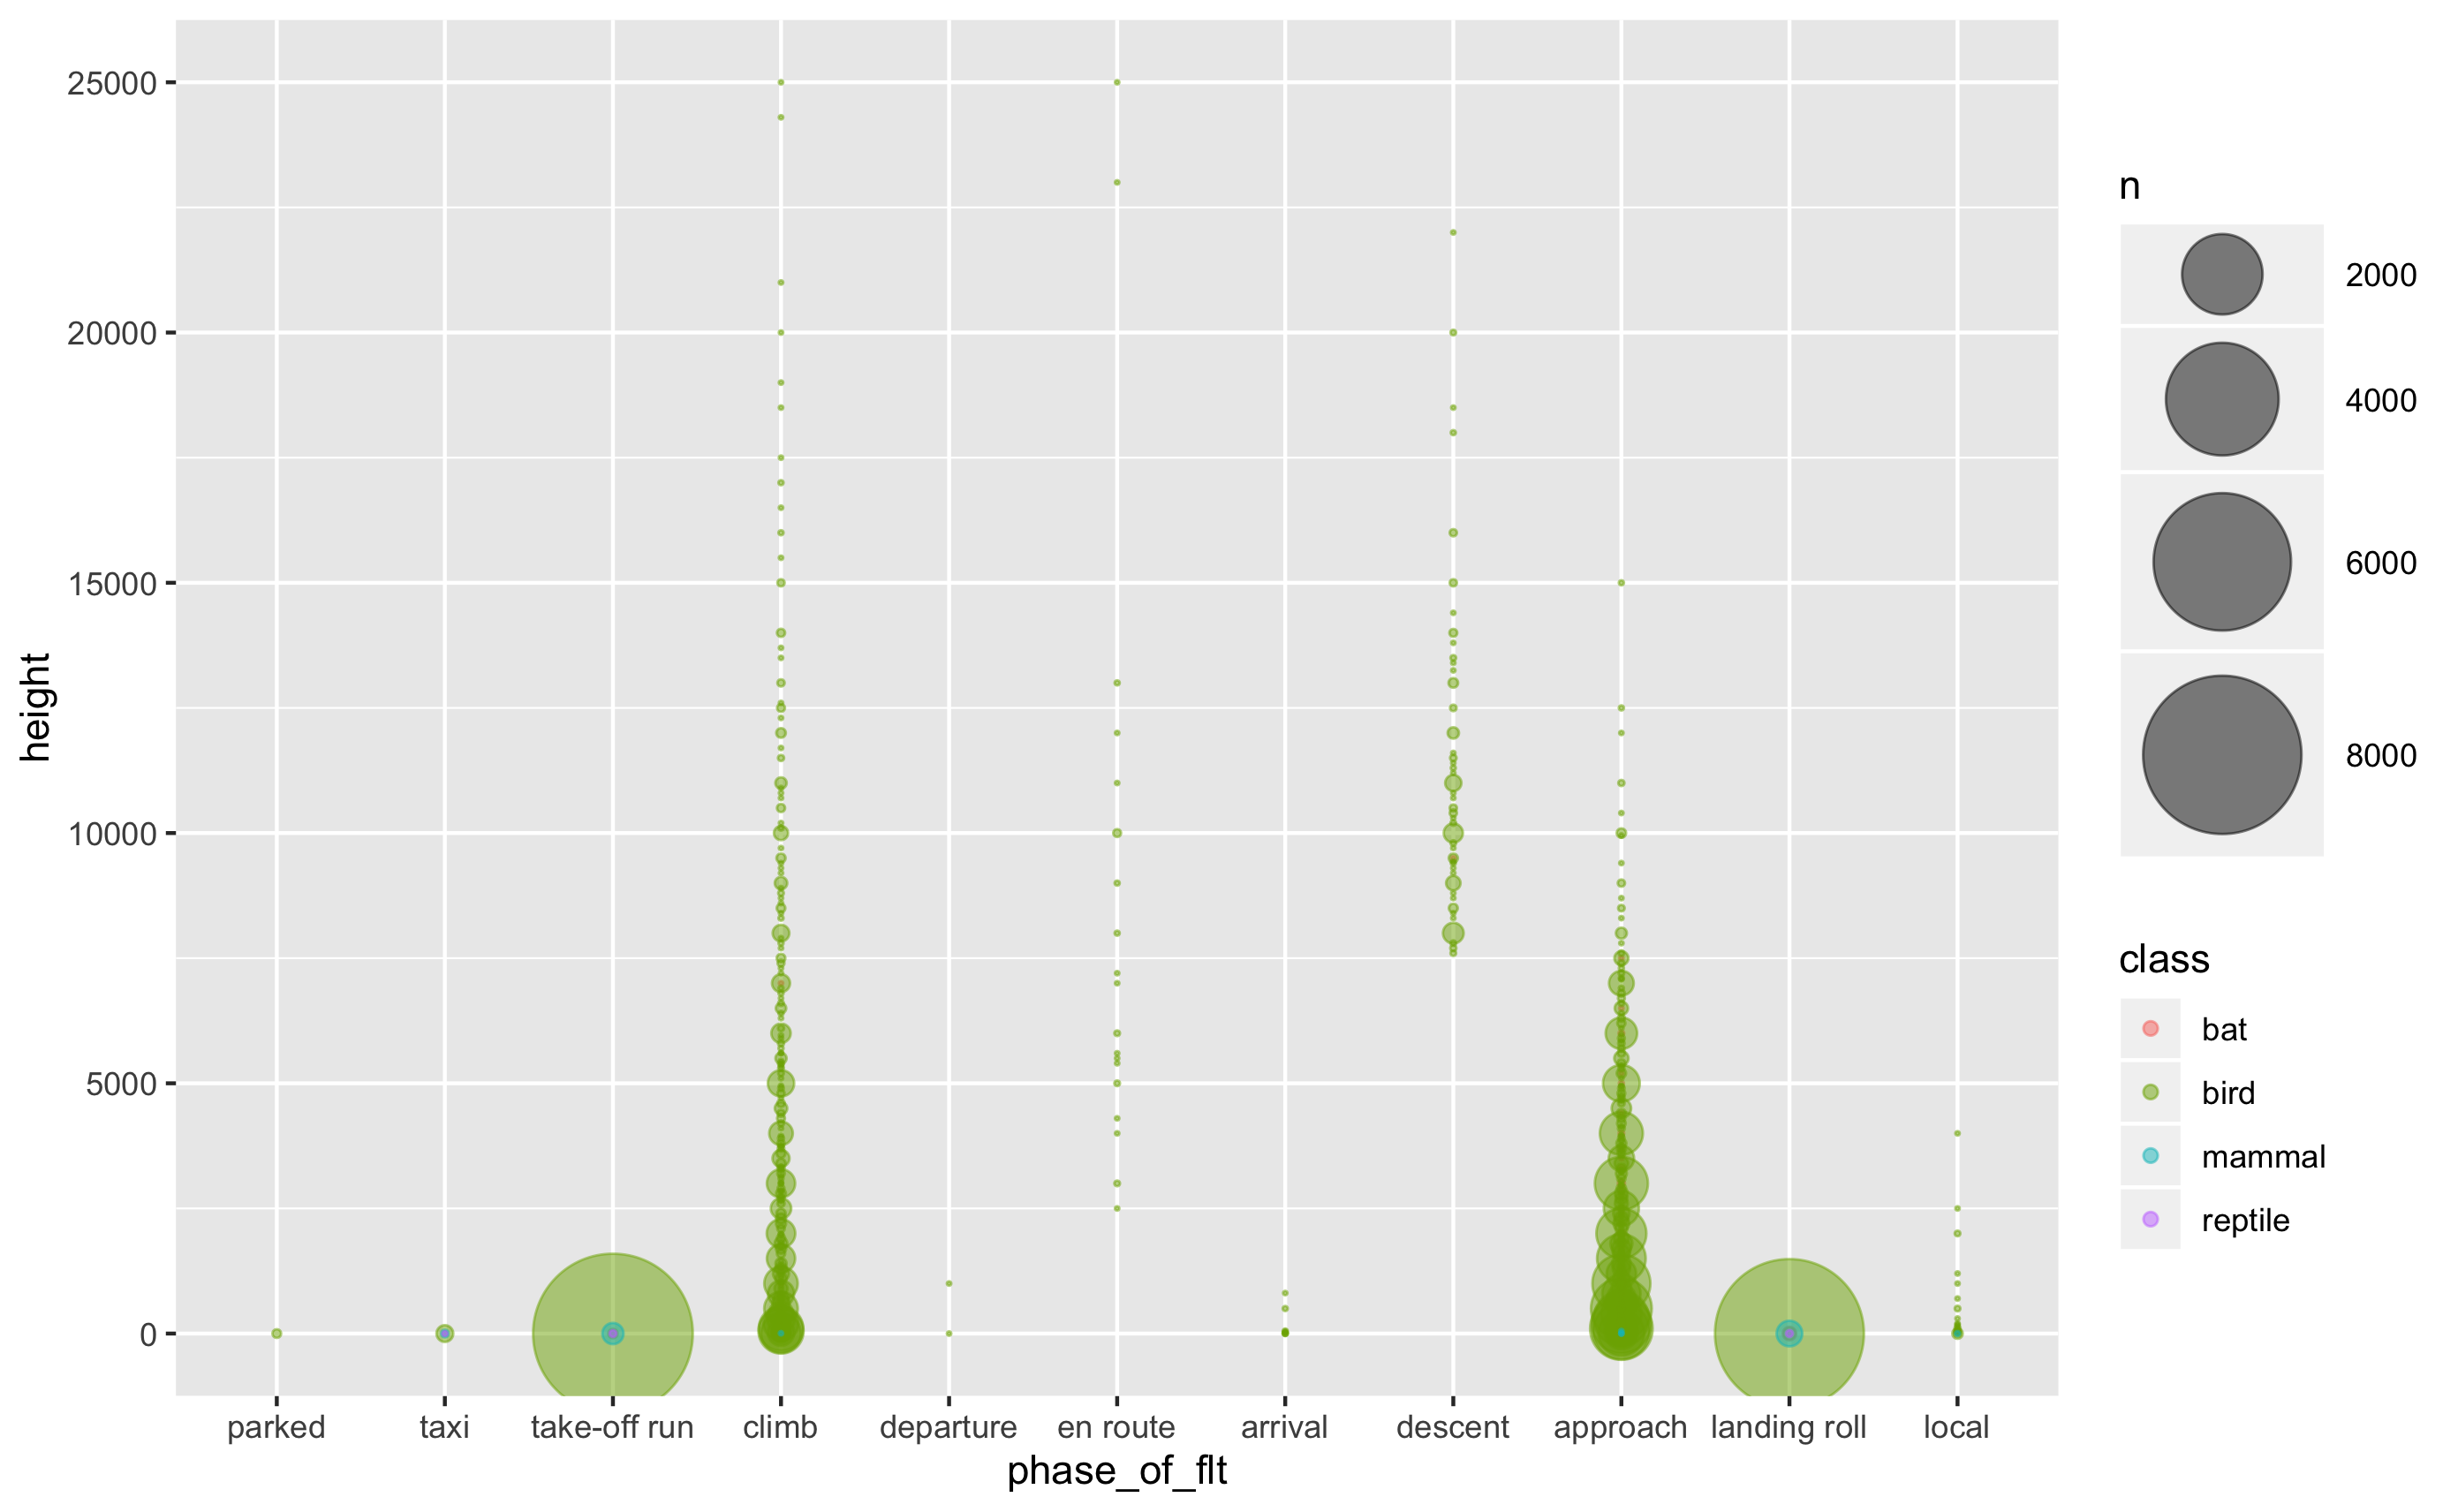 25000
20000
15000
10000
5000
0
height
parked taxi take-off run climb departure en route arrival descent approach landing roll local
phase_of_flt
n
2000
4000
6000
8000
class
bat
bird
mammal
reptile